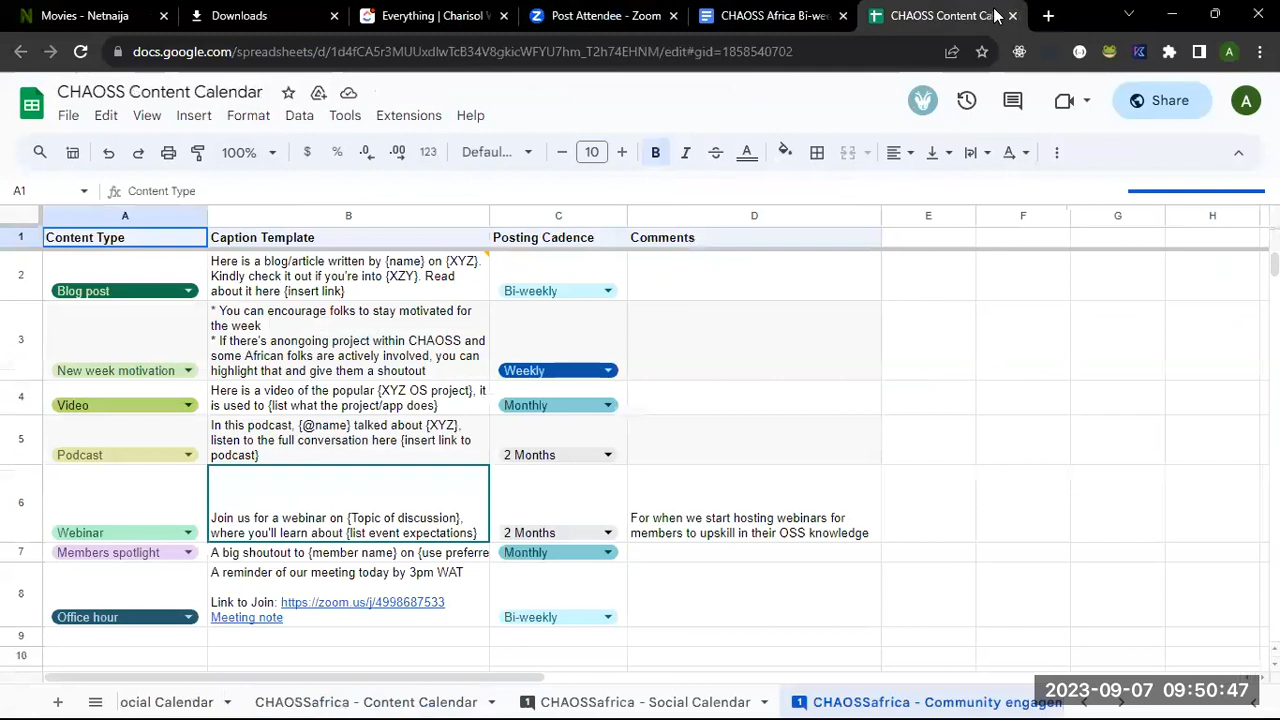 Movies - Netnaija
Downloads
Everything | Charisol W
Post Attendee - Zoom
CHAOSS Africa Bi-wee
CHAOSS Content Ca
docs.google.com/spreadsheets/d/1d4fCA5r3MUUxdlwTcB34V8gkicWFYU7hm_T2h74EHNM/edit#gid=1858540702
CHAOSS Content Calendar
File Edit View Insert Format Data Tools Extensions Help
Share
A
100%
$ % .0 .00 123
Defaul...
10
B I
A1
fx Content Type
A B C D E F G H
1 Content Type Caption Template Posting Cadence Comments
Here is a blog/article written by {name} on {XYZ}.
2 Kindly check it out if you're into {XZY}. Read
Blog post about it here {insert link} Bi-weekly
* You can encourage folks to stay motivated for
the week
3 * If there's anongoing project within CHAOSS and
some African folks are actively involved, you can
New week motivation highlight that and give them a shoutout Weekly
4 Here is a video of the popular {XYZ OS project}, it
Video is used to {list what the project/app does} Monthly
In this podcast, {@name} talked about {XYZ},
5 listen to the full conversation here {insert link to
Podcast podcast} 2 Months
6 Join us for a webinar on {Topic of discussion}, For when we start hosting webinars for
Webinar where you'll learn about {list event expectations} 2 Months members to upskill in their OSS knowledge
7 Members spotlight A big shoutout to {member name} on {use preferre Monthly
A reminder of our meeting today by 3pm WAT
8 Link to Join: https://zoom.us/j/4998687533
Office hour Meeting note Bi-weekly
9
10
ocial Calendar
CHAOSSafrica - Content Calendar
1 CHAOSSafrica - Social Calendar
1 CHAOSSafrica - Community engagen
2023-09-07 09:50:47